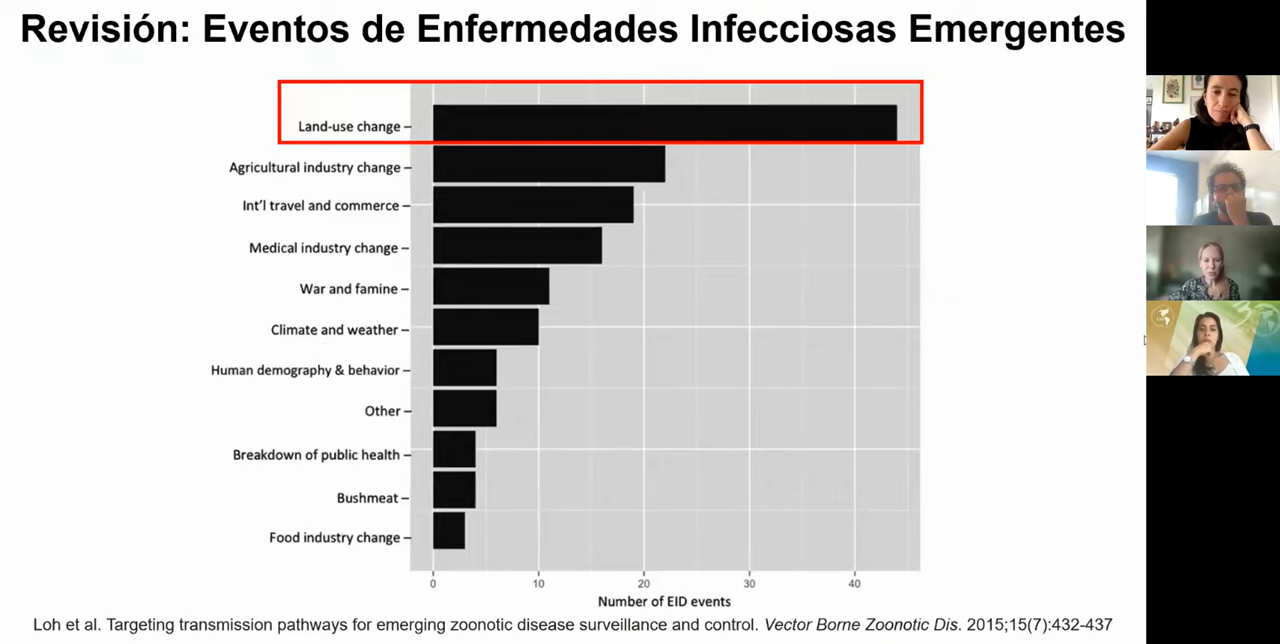 Revisión: Eventos de Enfermedades Infecciosas Emergentes
Land-use change
Agricultural industry change
Int'l travel and commerce
Medical industry change
War and famine
Climate and weather
Human demography & behavior
Other
Breakdown of public health
Bushmeat
Food industry change
0 10 20 30 40
Number of EID events
Loh et al. Targeting transmission pathways for emerging zoonotic disease surveillance and control. Vector Borne Zoonotic Dis. 2015;15(7):432-437